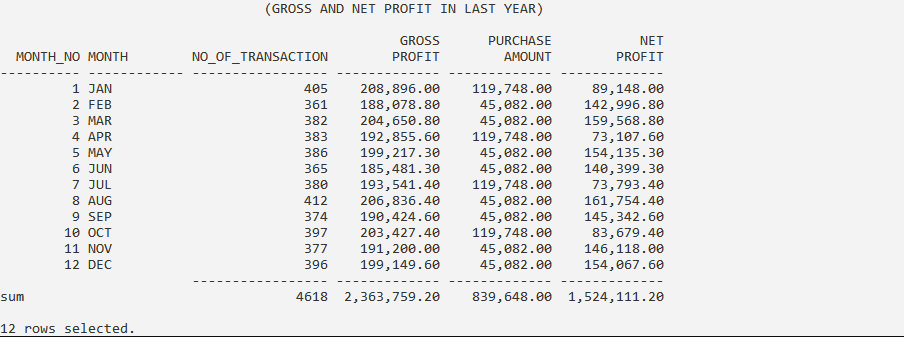 (GROSS AND NET PROFIT IN LAST YEAR)
GROSS PURCHASE NET
MONTH_NO MONTH NO_OF_TRANSACTION PROFIT AMOUNT PROFIT
---------- ------------ ----------------- ------------- ------------- -------------
1 JAN 405 208,896.00 119,748.00 89,148.00
2 FEB 361 188,078.80 45,082.00 142,996.80
3 MAR 382 204,650.80 45,082.00 159,568.80
4 APR 383 192,855.60 119,748.00 73,107.60
5 MAY 386 199,217.30 45,082.00 154,135.30
6 JUN 365 185,481.30 45,082.00 140,399.30
7 JUL 380 193,541.40 119,748.00 73,793.40
8 AUG 412 206,836.40 45,082.00 161,754.40
9 SEP 374 190,424.60 45,082.00 145,342.60
10 OCT 397 203,427.40 119,748.00 83,679.40
11 NOV 377 191,200.00 45,082.00 146,118.00
12 DEC 396 199,149.60 45,082.00 154,067.60
----------------- ------------- ------------- -------------
sum 4618 2,363,759.20 839,648.00 1,524,111.20
12 rows selected.